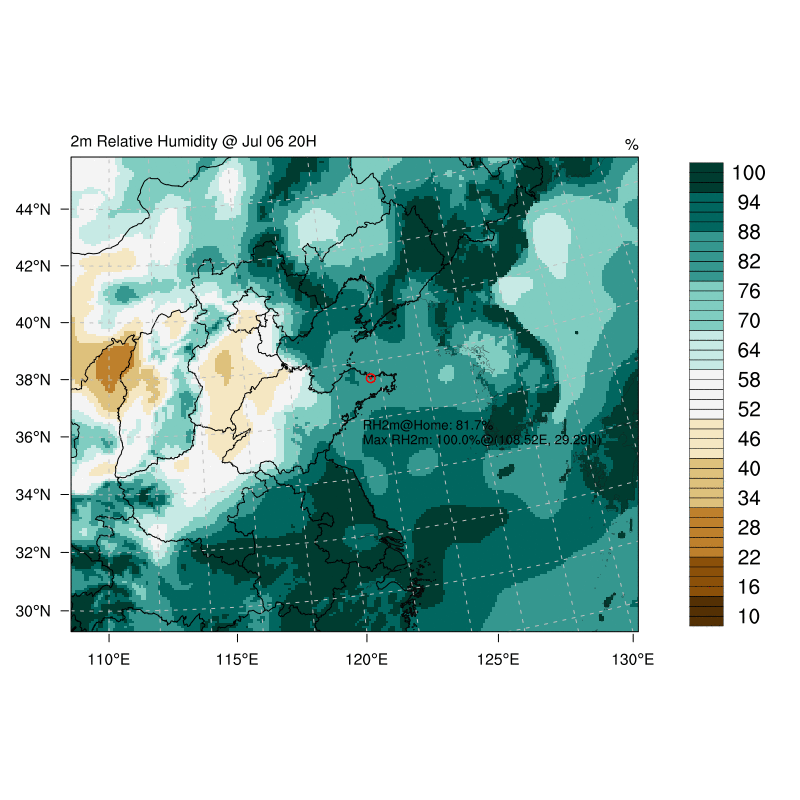 2m Relative Humidity @ Jul 06 20H
%
100
94
88
82
76
70
64
58
52
46
40
34
28
22
16
10
44°N
42°N
40°N
38°N
36°N
34°N
32°N
30°N
RH2m@Home: 81.7%
Max RH2m: 100.0%@(108.52E, 29.29N)
110°E 115°E 120°E 125°E 130°E